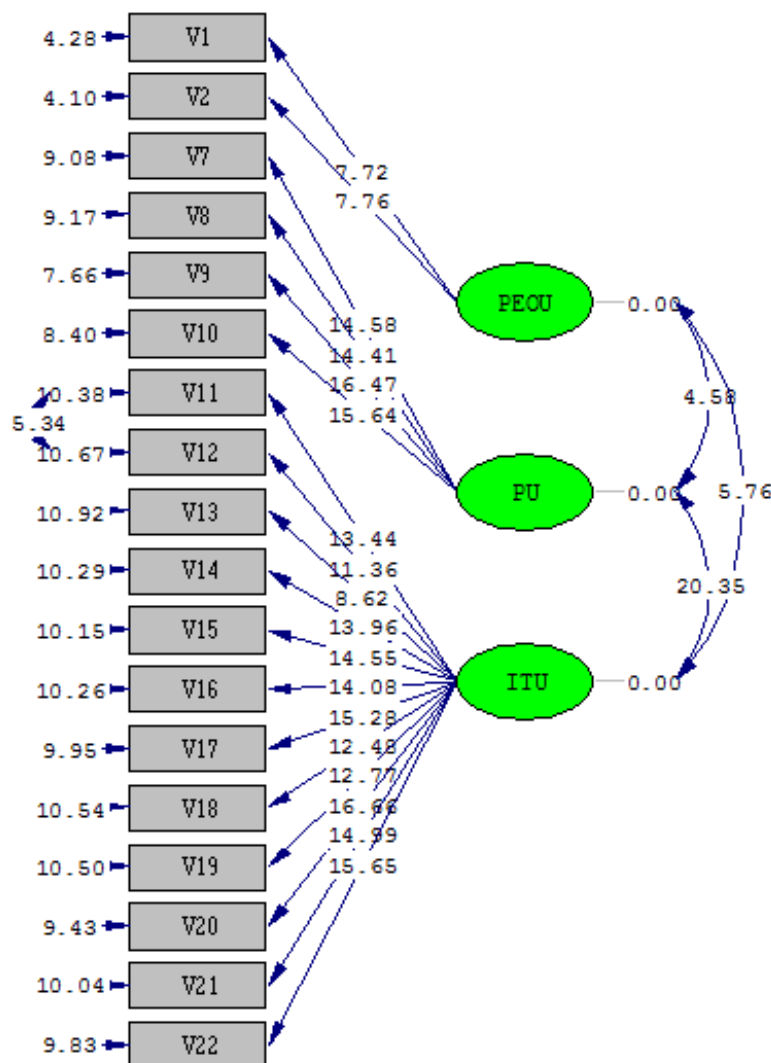 4.28 V1
4.10 V2
9.08 V7
7.72
9.17 V8
7.76
7.66 V9
PEOU 0.00
8.40 V10
14.58
14.41
10.38 V11
16.47
4.58
15.64
5.34
10.67 V12
PU 0.00 5.76
10.92 V13
13.44
11.36
10.29 V14
8.62
20.35
10.15 V15
13.96
14.55
10.26 V16
14.08
ITU 0.00
15.28
9.95 V17
12.48
12.77
10.54 V18
16.66
14.99
10.50 V19
15.65
9.43 V20
10.04 V21
9.83 V22